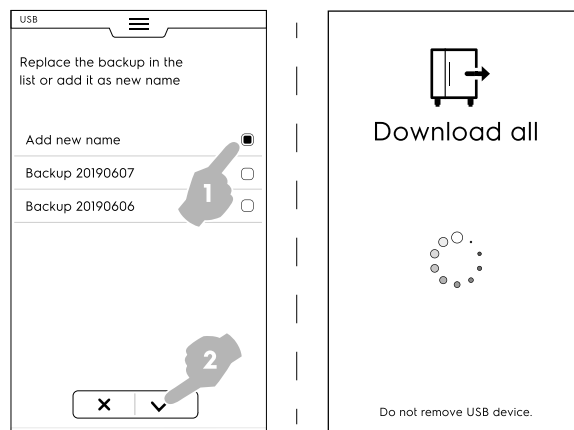 USB
Replace the backup in the
list or add it as new name
Add new name
Backup 20190607
Backup 20190606
1
2
Download all
Do not remove USB device.